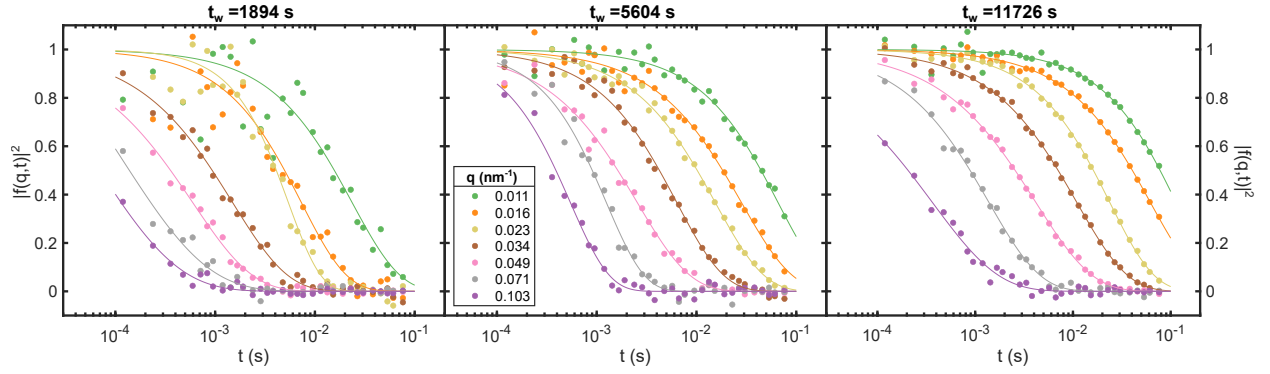 t_w =1894 s
t_w =5604 s
t_w =11726 s
|f(q,t)|²
1
0.8
0.6
0.4
0.2
0
q (nm⁻¹)
0.011
0.016
0.023
0.034
0.049
0.071
0.103
1
0.8
0.6
0.4
0.2
0
|f(q,t)|²
10⁻⁴ 10⁻³ 10⁻² 10⁻¹
10⁻⁴ 10⁻³ 10⁻² 10⁻¹
10⁻⁴ 10⁻³ 10⁻² 10⁻¹
t (s)
t (s)
t (s)